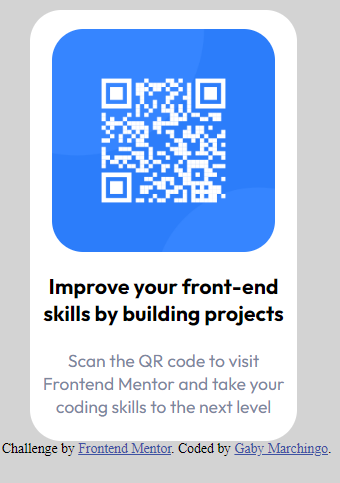 Improve your front-end
skills by building projects
Scan the QR code to visit
Frontend Mentor and take your
coding skills to the next level
Challenge by Frontend Mentor. Coded by Gaby Marchingo.